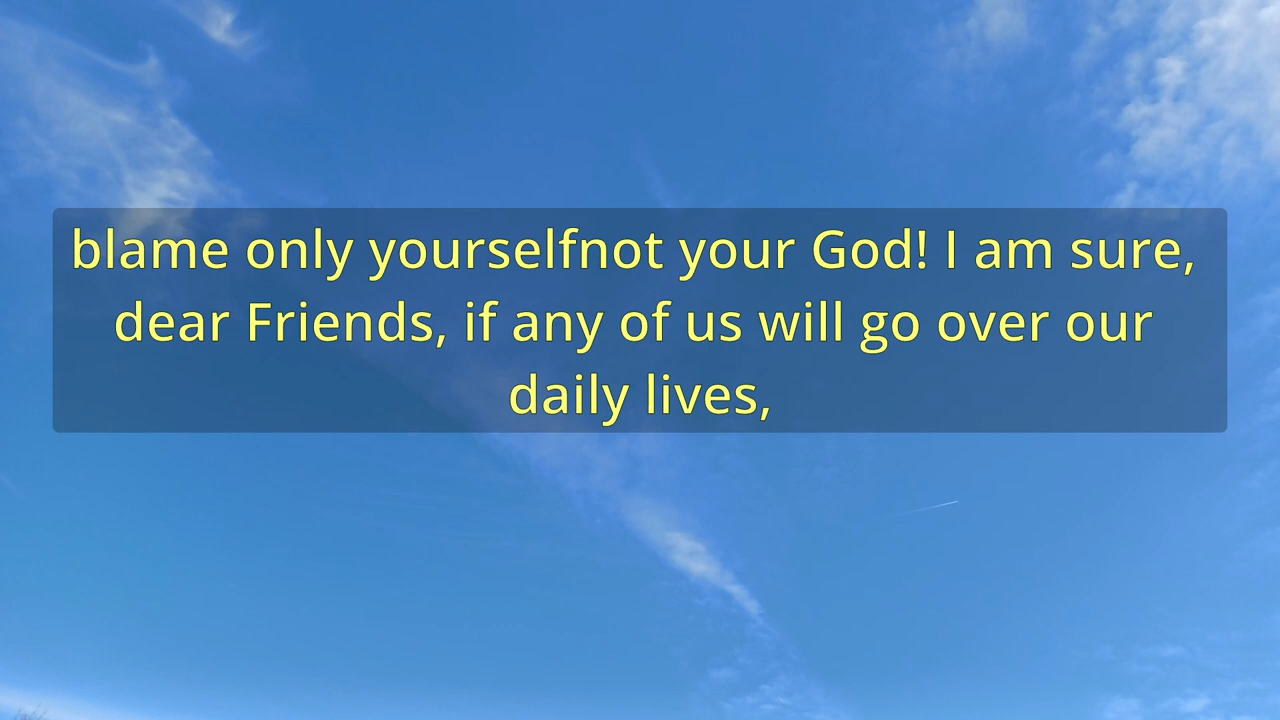 blame only yourselfnot your God! I am sure,
dear Friends, if any of us will go over our
daily lives,